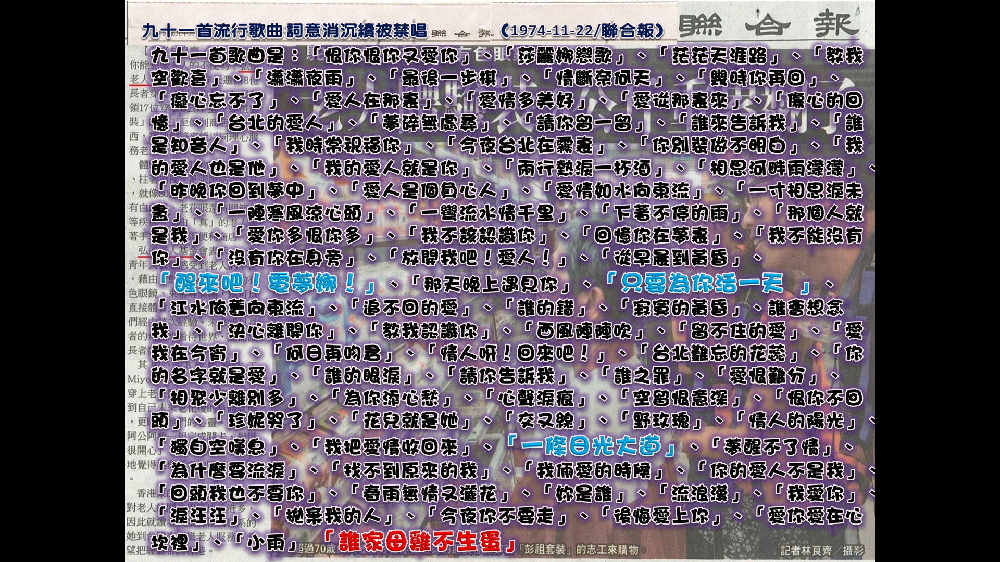 九十一首流行歌曲 詞意消沉續被禁唱 聯合報 (1974-11-22/聯合報)
聯合報
九十一首歌曲是：「恨你恨你又愛你」、「莎麗娜戀歌」、「茫茫天涯路」、「教我
空歡喜」、「瀟瀟夜雨」、「最後一步棋」、「情斷奈何天」、「幾時你再回」、
「癡心忘不了」、「愛人在那裏」、「愛情多美好」、「愛從那裏來」、「傷心的回
憶」、「台北的愛人」、「夢碎無處尋」、「請你留一留」、「誰來告訴我」、「誰
是知音人」、「我時常祝福你」、「今夜台北在霧裏」、「你別裝做不明白」、「我
的愛人也是他」、「我的愛人就是你」、「兩行熱淚一杯酒」、「相思河畔雨濛濛」、
「昨晚你回到夢中」、「愛人是個負心人」、「愛情如水向東流」、「一寸相思淚未
盡」、「一陣寒風涼心頭」、「一彎流水情千里」、「下著不停的雨」、「那個人就
是我」、「愛你多恨你多」、「我不該認識你」、「回憶你在夢裏」、「我不能沒有
你」、「沒有你在身旁」、「放開我吧！愛人！」、「從早晨到黃昏」、
「醒來吧！雷夢娜！」、「那天晚上遇見你」、「只要為你活一天 」、
「江水依舊向東流」、「追不回的愛」、「誰的錯」、「寂寞的黃昏」、誰會想念
我」、「決心離開你」、「教我認識你」、「西風陣陣吹」、「留不住的愛」、「愛
我在今宵」、「何日再吻君」、「情人呀！回來吧！」、「台北難忘的花蕊」、「你
的名字就是愛」、「誰的眼淚」、「請你告訴我」、「誰之罪」、「愛恨難分」、
「相聚少離別多」、「為你添心愁」、「心聲淚痕」、「空留恨意深」、「恨你不回
頭」、「珍妮哭了」、「花兒就是她」、「交叉線」、「野玫瑰」、「情人的陽光」、
「獨自空嘆息」、「我把愛情收回來」、「一條日光大道」、「夢醒不了情」、
「為什麼要流淚」、「找不到原來的我」、「我倆愛的時候」、「你的愛人不是我」、
「回頭我也不要你」、「春雨無情又灑花」、「妳是誰」、「流浪漢」、「我愛你」、
「淚汪汪」、「拋棄我的人」、「今夜你不要走」、「後悔愛上你」、「愛你愛在心
坎裡」、「小雨」 「誰家母雞不生蛋」
「彭祖套裝」的志工來購物。
記者林良齊／攝影